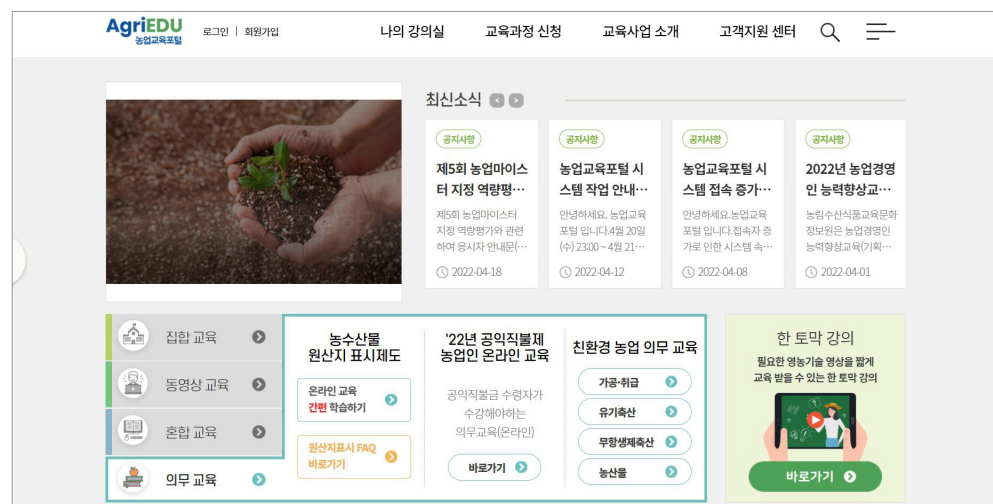 AgriEDU
농업교육포털
로그인 | 회원가입
나의 강의실
교육과정 신청
교육사업 소개
고객지원 센터
최신소식
공지사항
제5회 농업마이스
터 지정 역량평…
제5회 농업마이스터
지정 역량평가와 관련
하여 응시자 안내문(…
2022-04-18
공지사항
농업교육포털 시
스템 작업 안내…
안녕하세요. 농업교육
포털 입니다.4월 20일
(수) 23:00 ~ 4월 21…
2022-04-12
공지사항
농업교육포털 시
스템 접속 증가…
안녕하세요.농업교육
포털 입니다.접속자 증
가로 인한 시스템 속…
2022-04-08
공지사항
2022년 농업경영
인 능력향상교…
농림수산식품교육문화
정보원은 농업경영인
능력향상교육(기획…
2022-04-01
집합 교육
동영상 교육
혼합 교육
의무 교육
농수산물
원산지 표시제도
온라인 교육
간편 학습하기
원산지표시 FAQ
바로가기
'22년 공익직불제
농업인 온라인 교육
공익직불금 수령자가
수강해야하는
의무교육(온라인)
바로가기
친환경 농업 의무 교육
가공·취급
유기축산
무항생제축산
농산물
한 토막 강의
필요한 영농기술 영상을 짧게
교육 받을 수 있는 한 토막 강의
바로가기